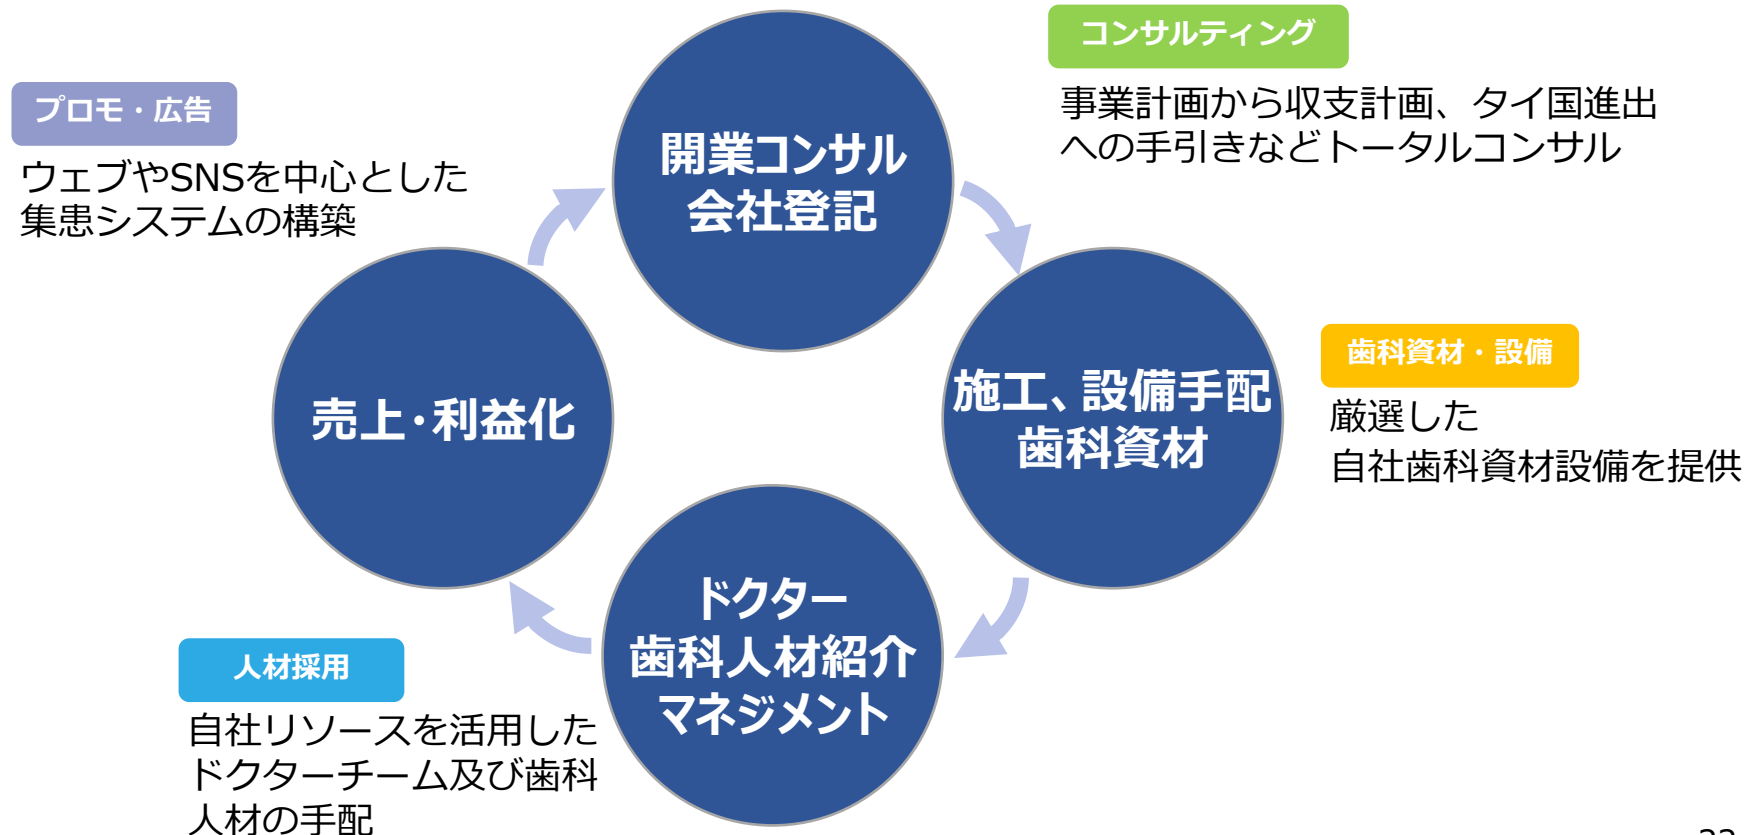 コンサルティング
事業計画から収支計画、タイ国進出
への手引きなどトータルコンサル
プロモ・広告
ウェブやSNSを中心とした
集患システムの構築
開業コンサル
会社登記
歯科資材・設備
厳選した
自社歯科資材設備を提供
施工、設備手配
歯科資材
売上・利益化
ドクター
歯科人材紹介
マネジメント
人材採用
自社リソースを活用した
ドクターチーム及び歯科
人材の手配